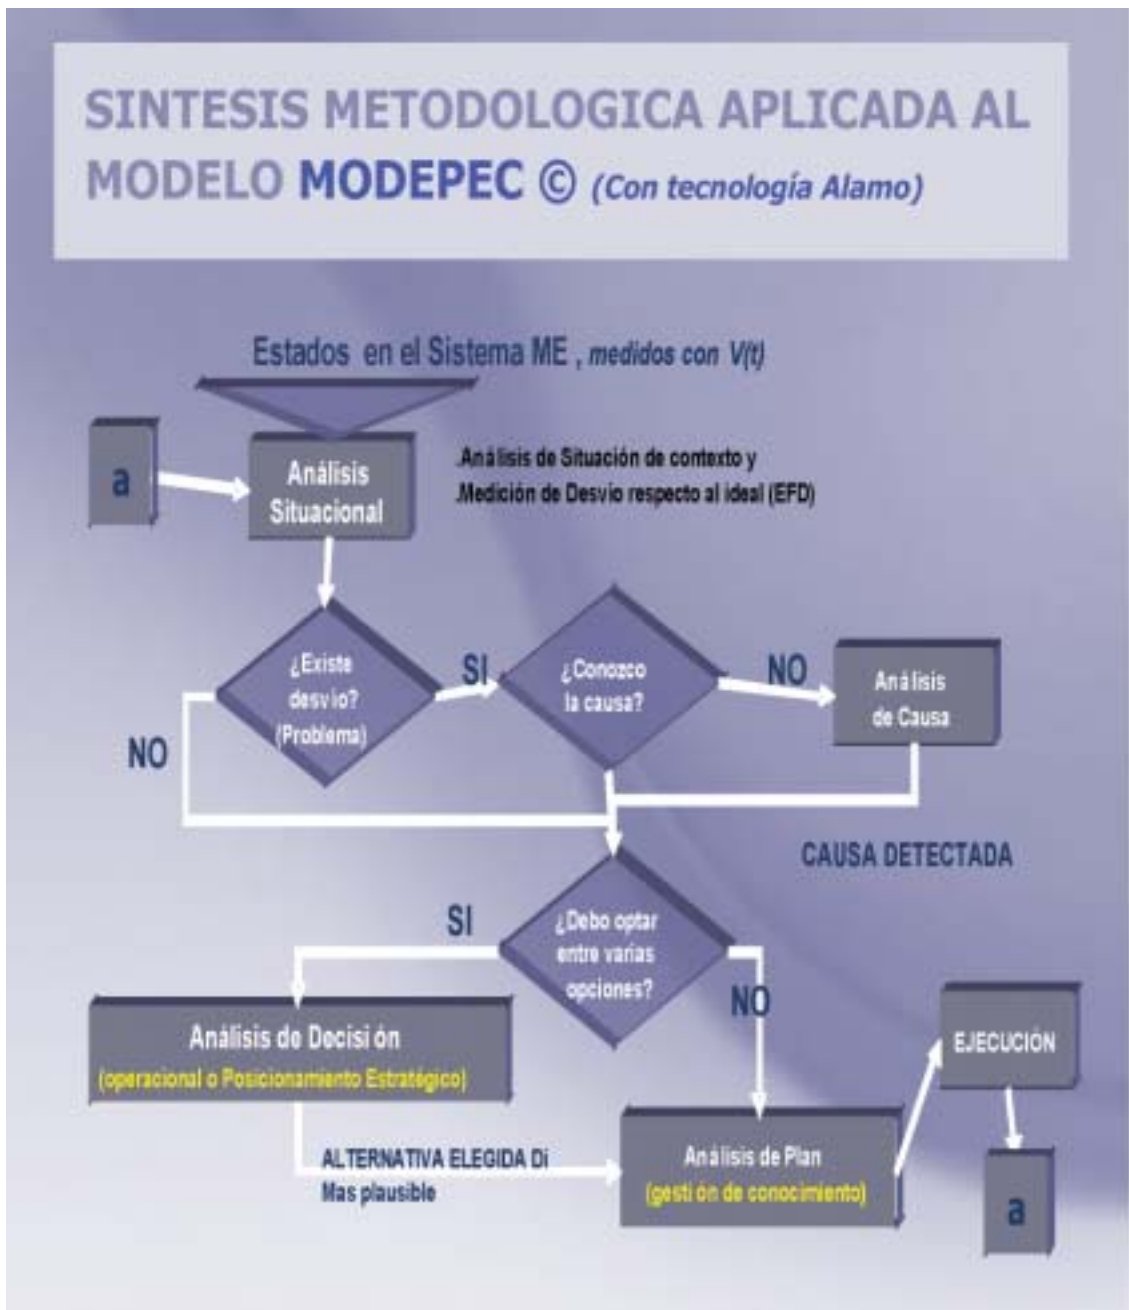 SINTESIS METODOLOGICA APLICADA AL
MODELO MODEPEC © (Con tecnología Alamo)
Estados en el Sistema ME , medidos con V(t)
a
Análisis
Situacional
.Análisis de Situación de contexto y
.Medición de Desvio respecto al ideal (EFD)
¿Existe
desvio?
(Problema)
SI
¿Conozco
la causa?
NO
Análisis
de Causa
NO
CAUSA DETECTADA
SI
¿Debo optar
entre varias
opciones?
NO
Análisis de Decisión
(operacional o Posicionamiento Estratégico)
EJECUCIÓN
ALTERNATIVA ELEGIDA Di
Mas plausible
Análisis de Plan
(gestión de conocimiento)
a